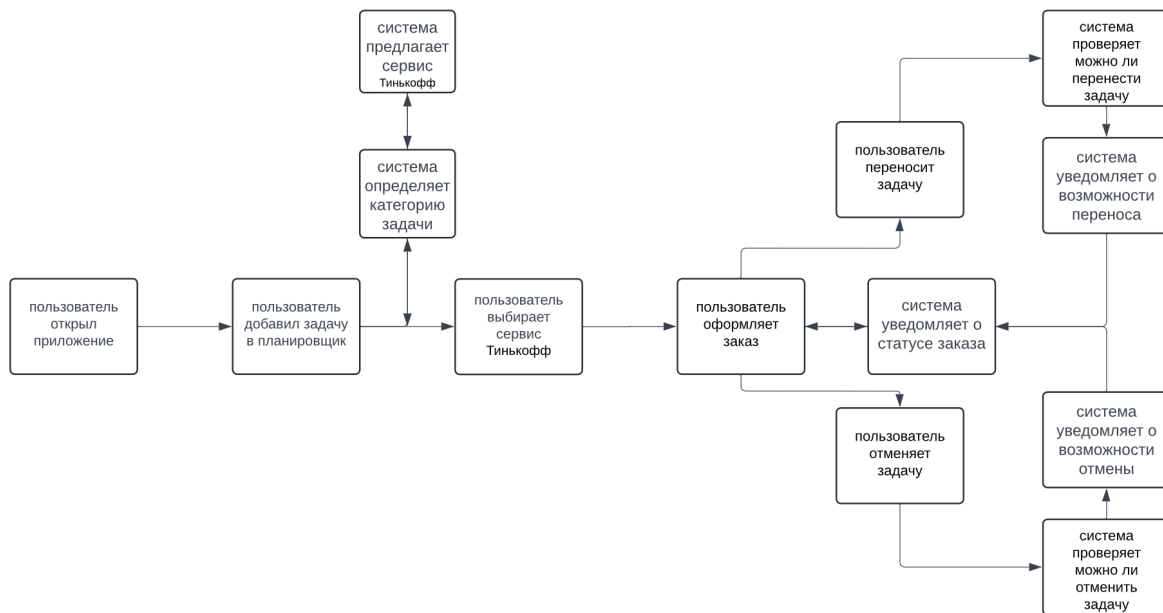 система
предлагает
сервис
Тинькофф
система
определяет
категорию
задачи
пользователь
открыл
приложение
пользователь
добавил задачу
в планировщик
пользователь
выбирает
сервис
Тинькофф
пользователь
оформляет
заказ
система
уведомляет о
статусе заказа
пользователь
переносит
задачу
система
проверяет
можно ли
перенести
задачу
система
уведомляет о
возможности
переноса
пользователь
отменяет
задачу
система
уведомляет о
возможности
отмены
система
проверяет
можно ли
отменить
задачу